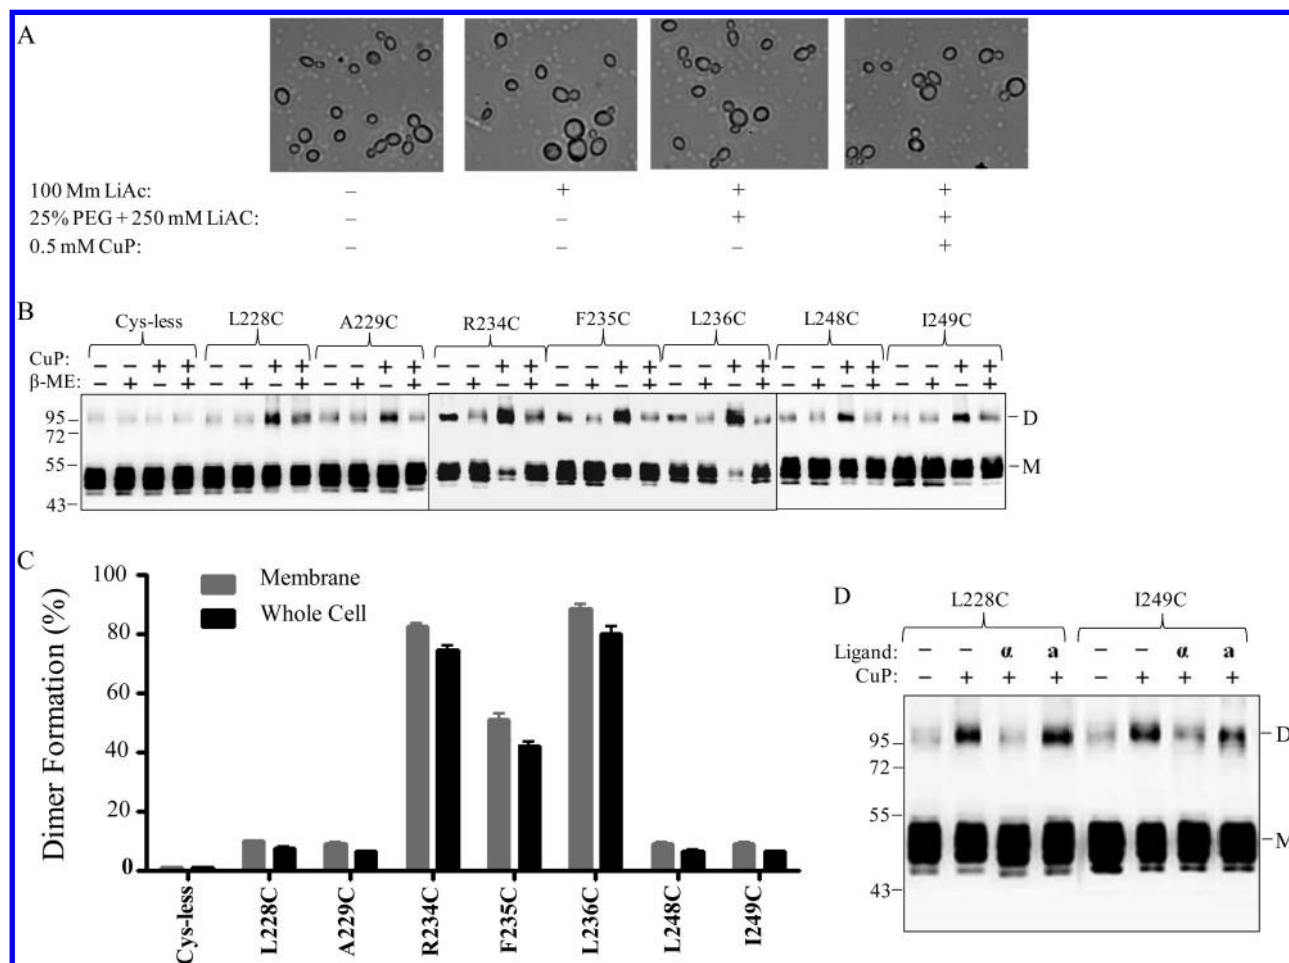 A
100 Mm LiAc: – + + +
25% PEG + 250 mM LiAC: – – + +
0.5 mM CuP: – – – +
B
Cys-less L228C A229C R234C F235C L236C L248C I249C
CuP: – – + + – – + + – – + + – – + + – – + + – – + + – – + + – – + +
β-ME: – + – + – + – + – + – + – + – + – + – + – + – + – + – + – + – +
95 – D
72
55 – M
43
C
Dimer Formation (%)
100
80
60
40
20
0
Membrane
Whole Cell
Cys-less L228C A229C R234C F235C L236C L248C I249C
D
L228C I249C
Ligand: – – α a – – α a
CuP: – + + + – + + +
95 – D
72
55
– M
43